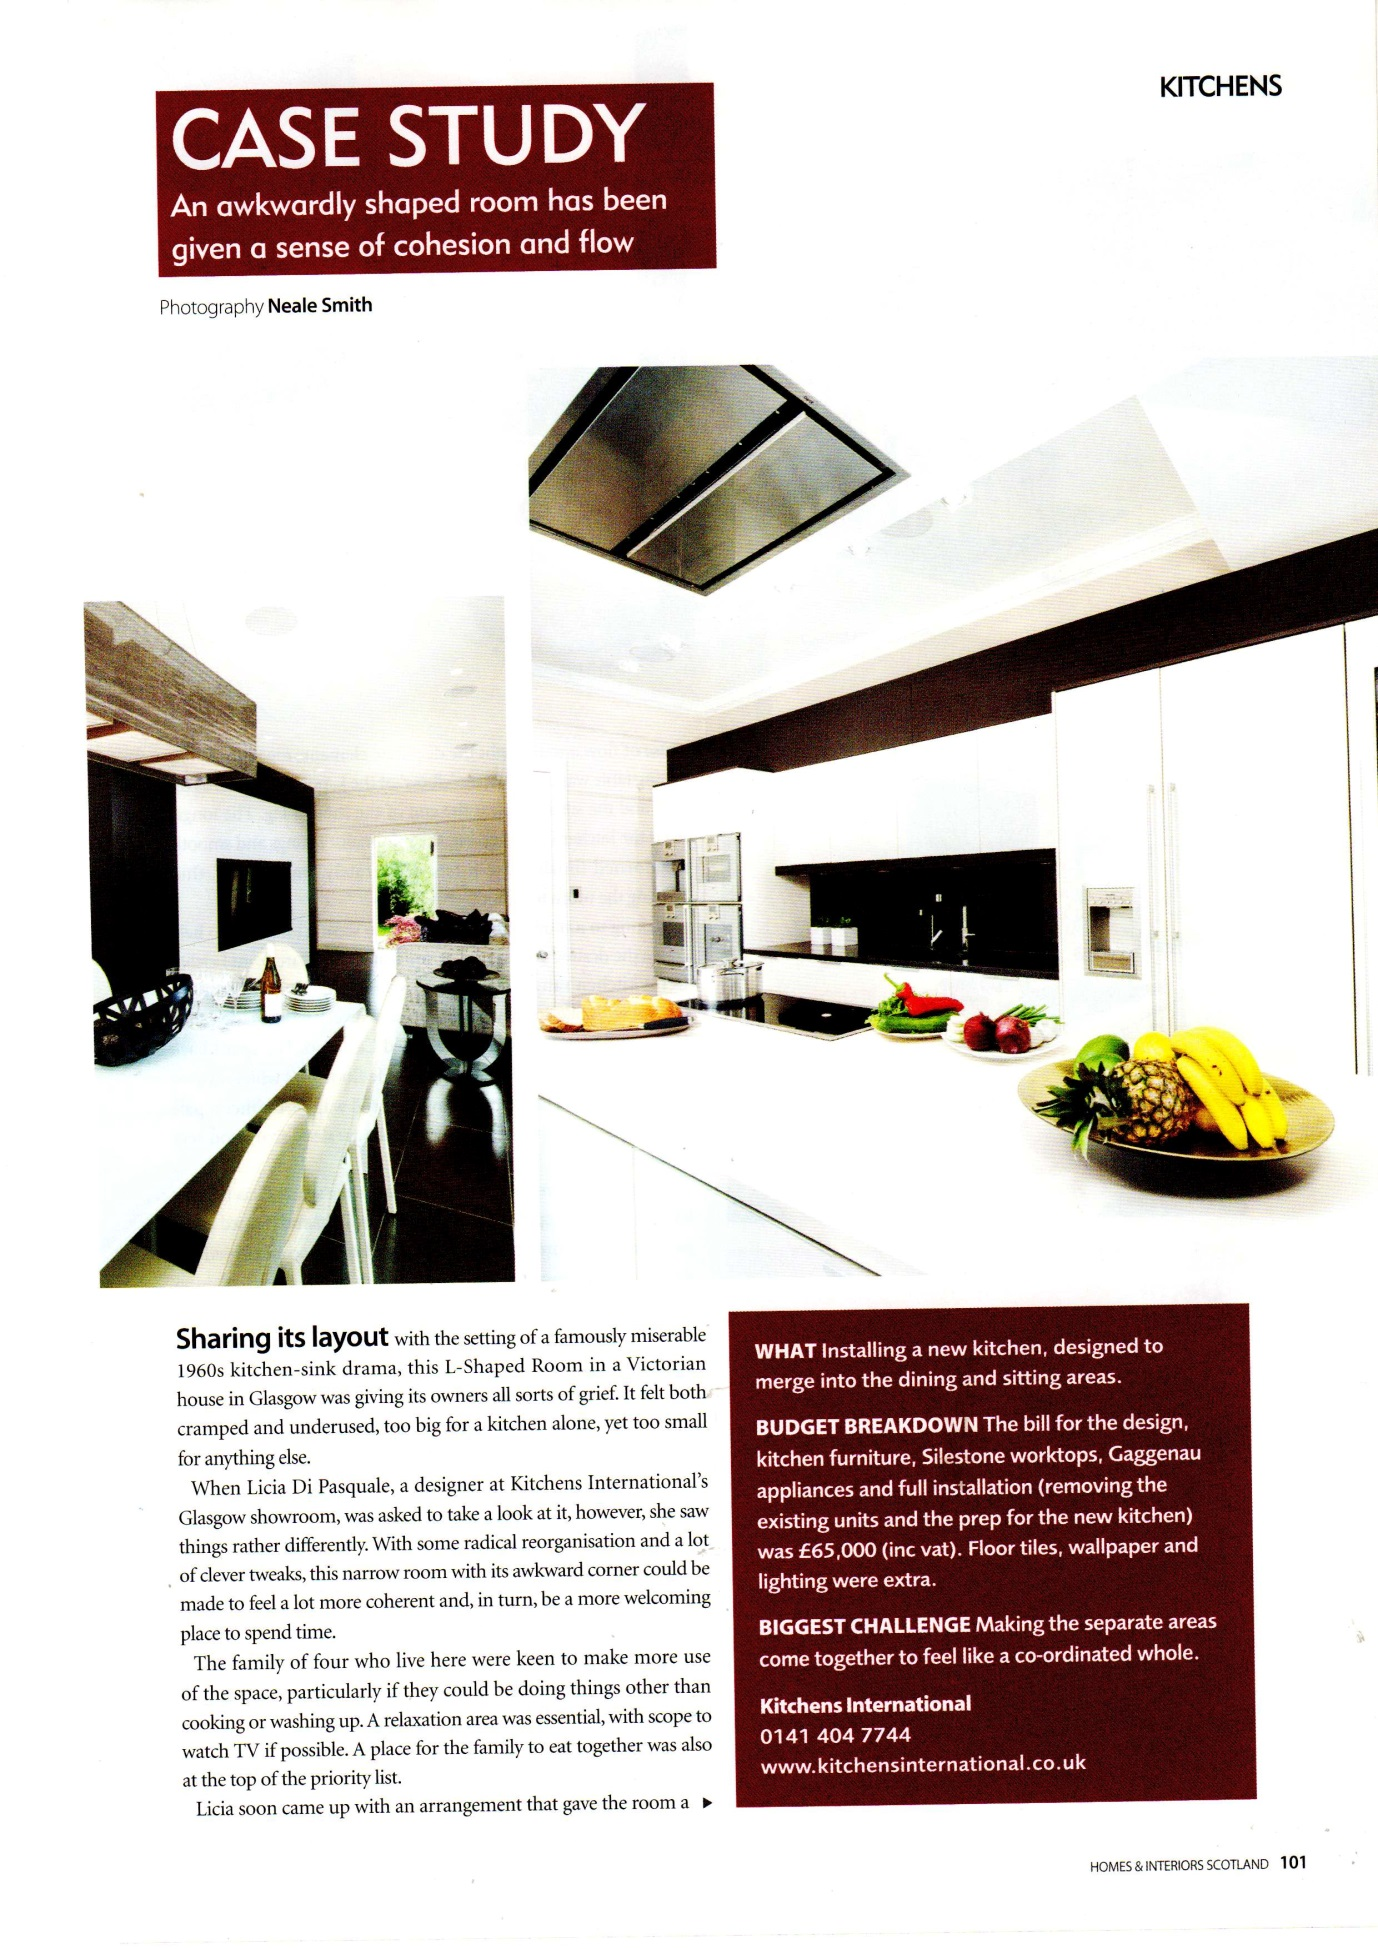 KITCHENS
CASE STUDY
An awkwardly shaped room has been
given a sense of cohesion and flow
Photography Neale Smith
Sharing its layout with the setting of a famously miserable
1960s kitchen-sink drama, this L-Shaped Room in a Victorian
house in Glasgow was giving its owners all sorts of grief. It felt both
cramped and underused, too big for a kitchen alone, yet too small
for anything else.
When Licia Di Pasquale, a designer at Kitchens International's
Glasgow showroom, was asked to take a look at it, however, she saw
things rather differently. With some radical reorganisation and a lot
of clever tweaks, this narrow room with its awkward corner could be
made to feel a lot more coherent and, in turn, be a more welcoming
place to spend time.
The family of four who live here were keen to make more use
of the space, particularly if they could be doing things other than
cooking or washing up. A relaxation area was essential, with scope to
watch TV if possible. A place for the family to eat together was also
at the top of the priority list.
Licia soon came up with an arrangement that gave the room a ►
WHAT Installing a new kitchen, designed to
merge into the dining and sitting areas.
BUDGET BREAKDOWN The bill for the design,
kitchen furniture, Silestone worktops, Gaggenau
appliances and full installation (removing the
existing units and the prep for the new kitchen)
was £65,000 (inc vat). Floor tiles, wallpaper and
lighting were extra.
BIGGEST CHALLENGE Making the separate areas
come together to feel like a co-ordinated whole.
Kitchens International
0141 404 7744
www.kitchensinternational.co.uk
HOMES & INTERIORS SCOTLAND 101